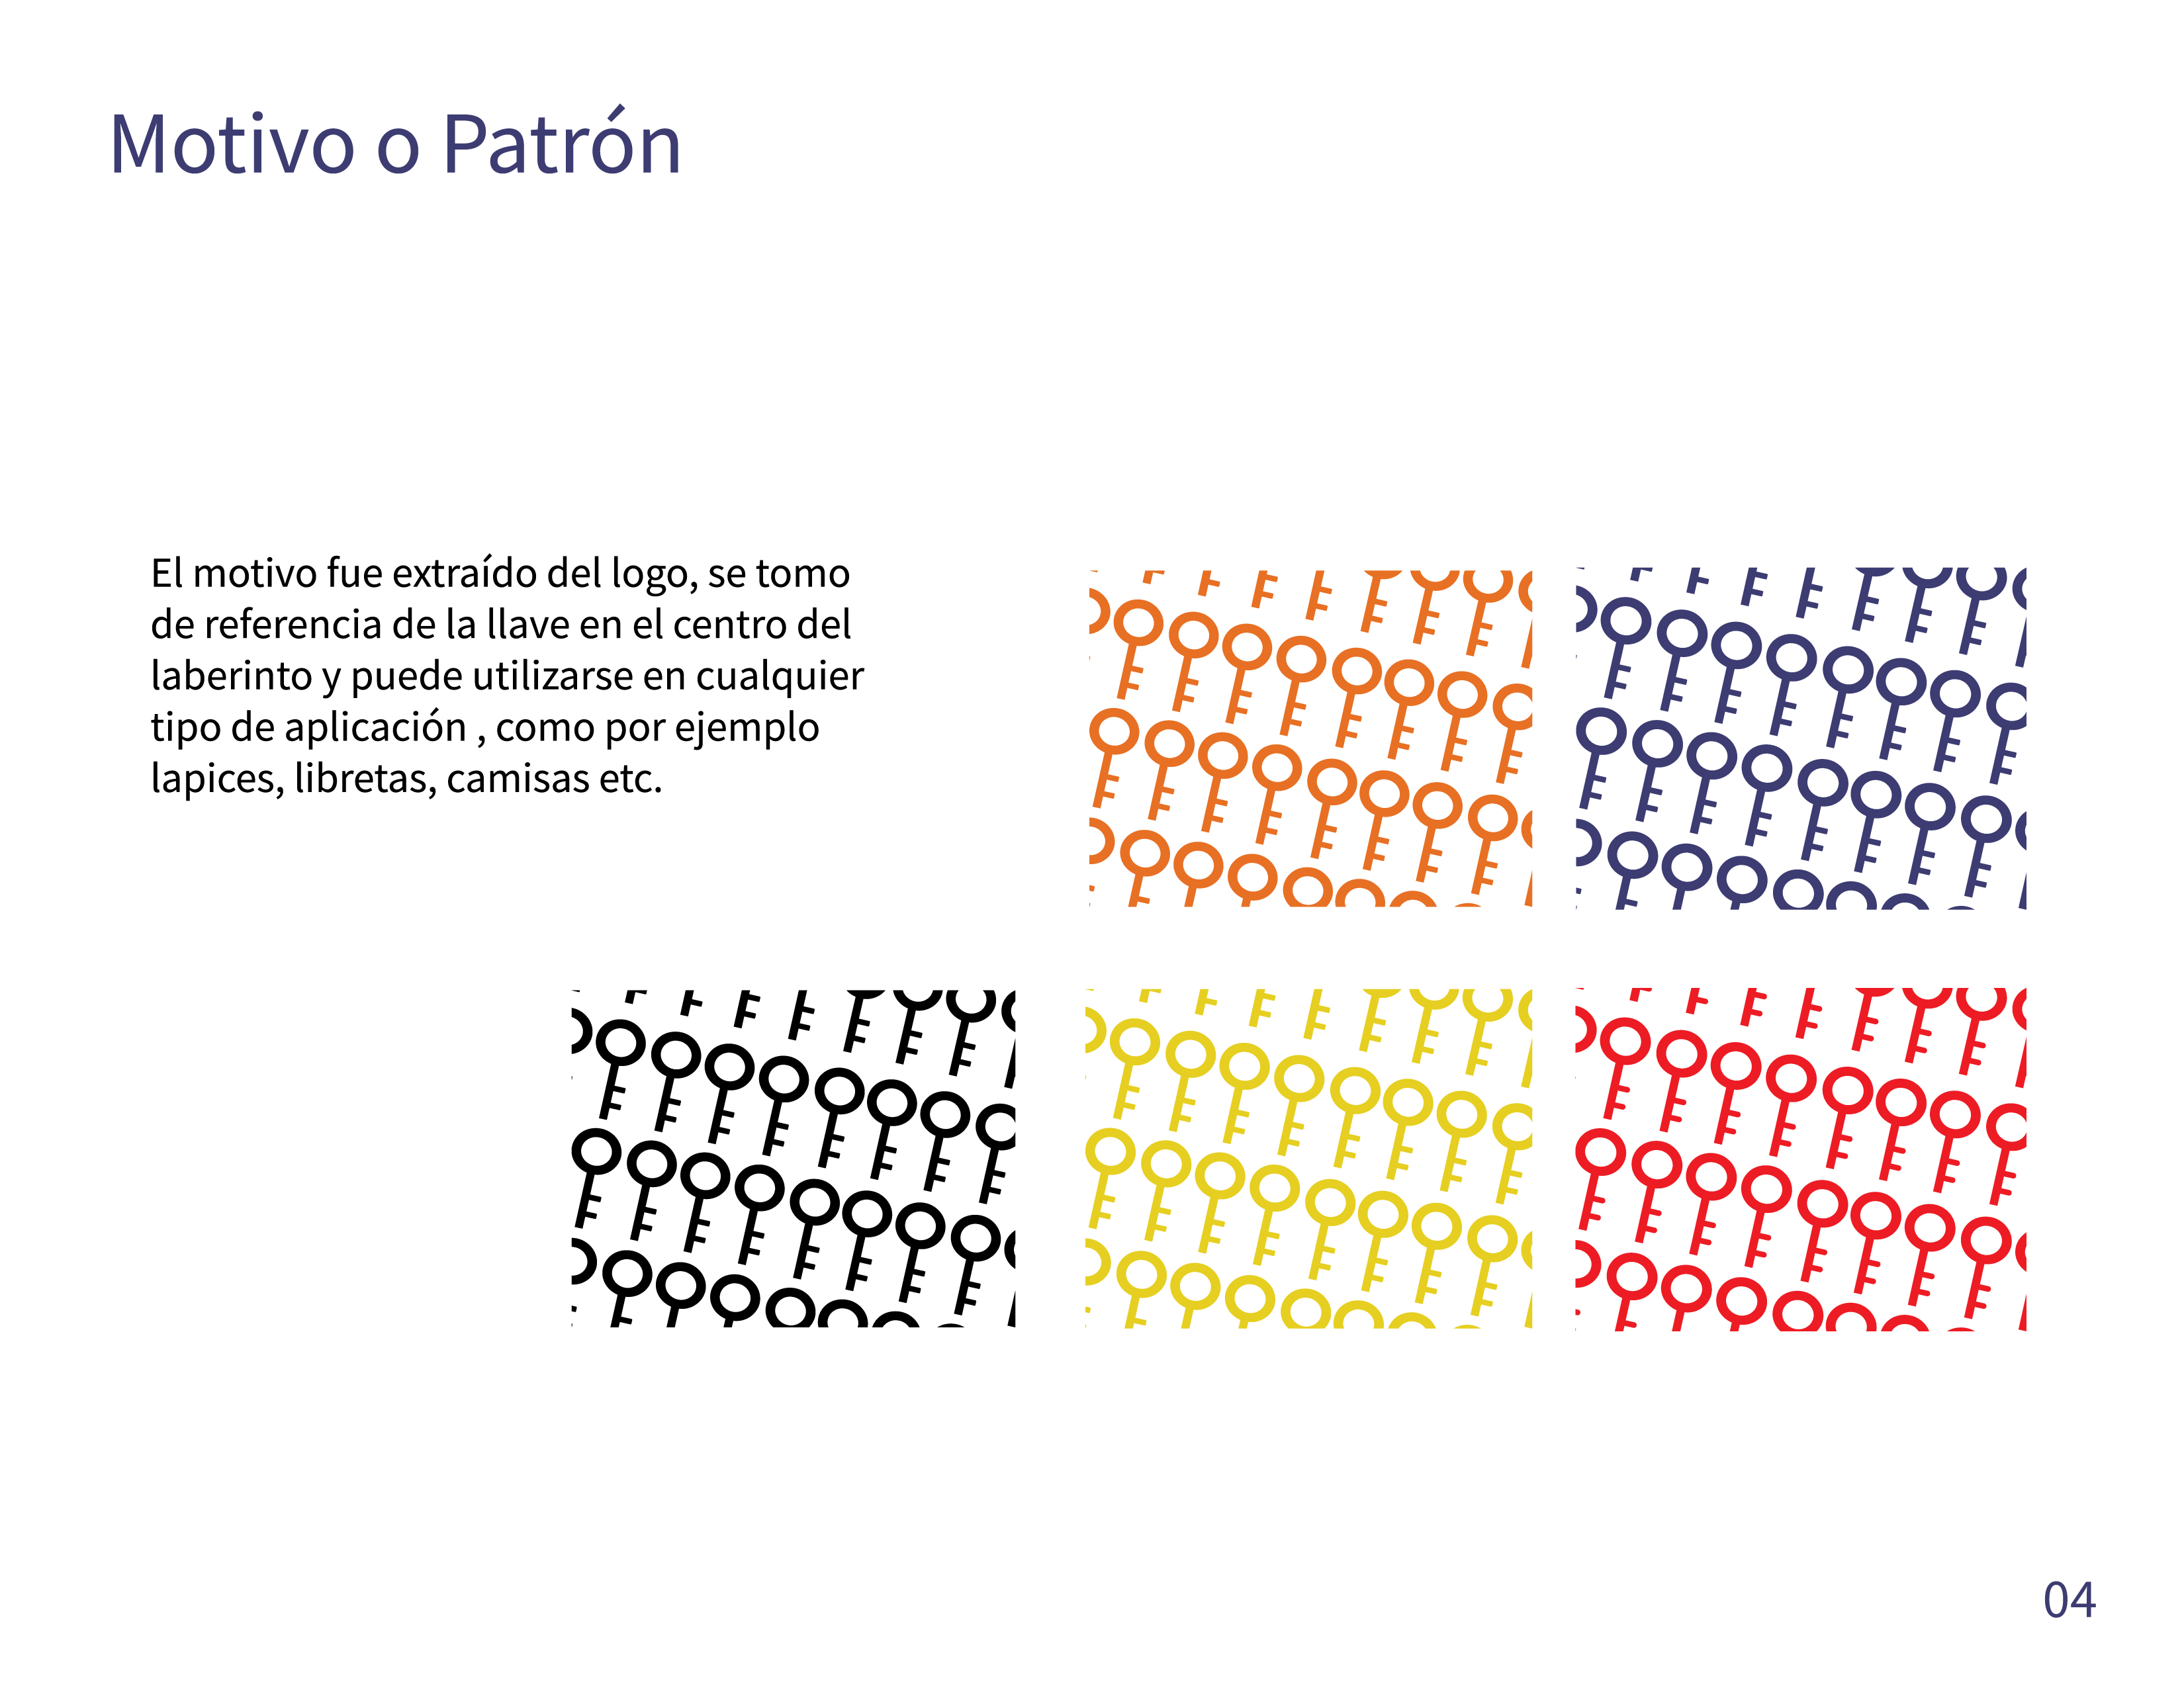 Motivo o Patrón
El motivo fue extraído del logo, se tomo
de referencia de la llave en el centro del
laberinto y puede utilizarse en cualquier
tipo de aplicación , como por ejemplo
lapices, libretas, camisas etc.
04